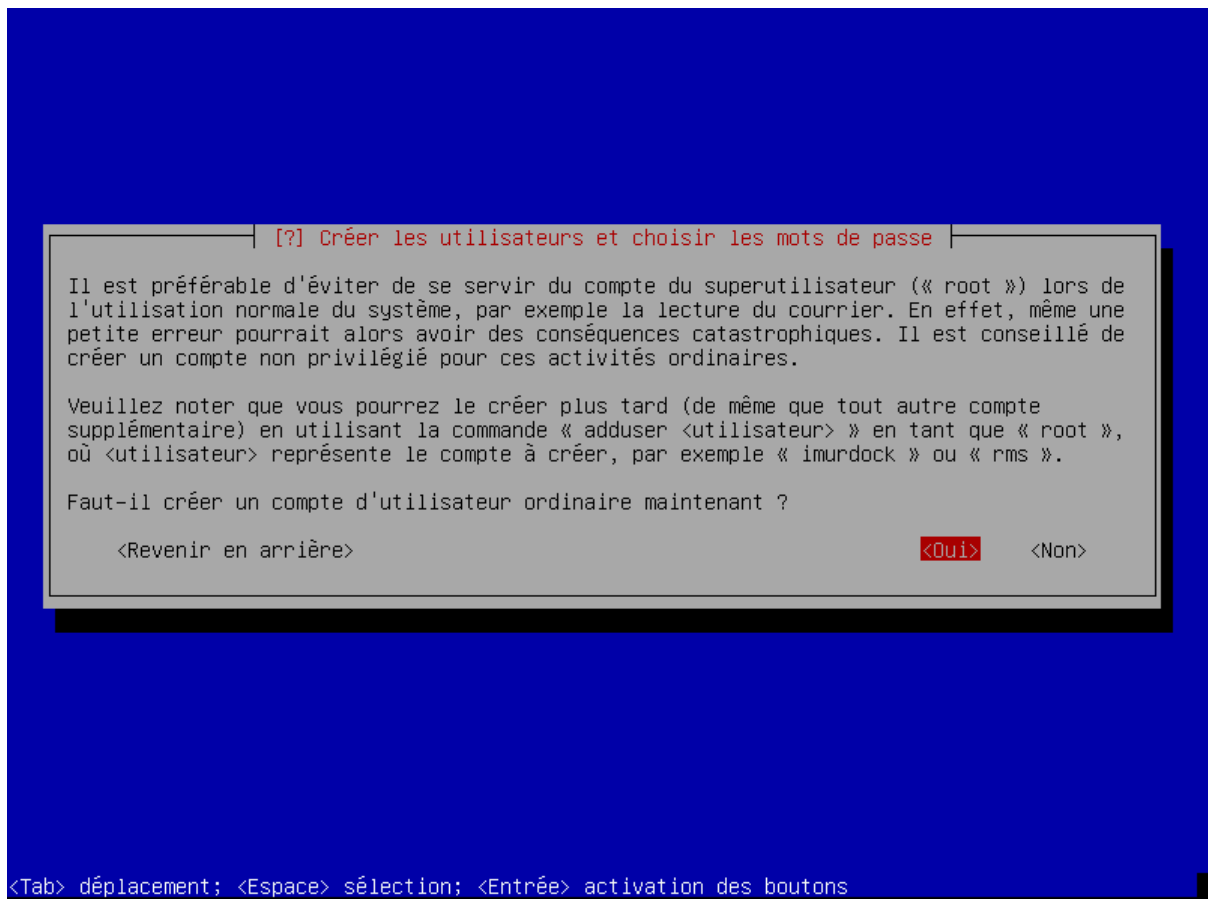 [?] Créer les utilisateurs et choisir les mots de passe
Il est préférable d'éviter de se servir du compte du superutilisateur (« root ») lors de
l'utilisation normale du système, par exemple la lecture du courrier. En effet, même une
petite erreur pourrait alors avoir des conséquences catastrophiques. Il est conseillé de
créer un compte non privilégié pour ces activités ordinaires.
Veuillez noter que vous pourrez le créer plus tard (de même que tout autre compte
supplémentaire) en utilisant la commande « adduser <utilisateur> » en tant que « root »,
où <utilisateur> représente le compte à créer, par exemple « imurdock » ou « rms ».
Faut-il créer un compte d'utilisateur ordinaire maintenant ?
<Revenir en arrière> <Oui> <Non>
<Tab> déplacement; <Espace> sélection; <Entrée> activation des boutons